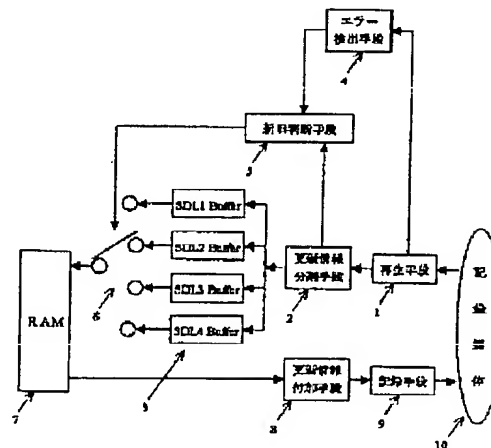 エラー
検出手段
4
新旧判断手段
3
SDL1 Buffer
SDL2 Buffer
SDL3 Buffer
SDL4 Buffer
6
5
RAM
7
更新情報
分離手段
2
再生手段
1
更新情報
付加手段
8
記録手段
9
記
録
媒
体
10